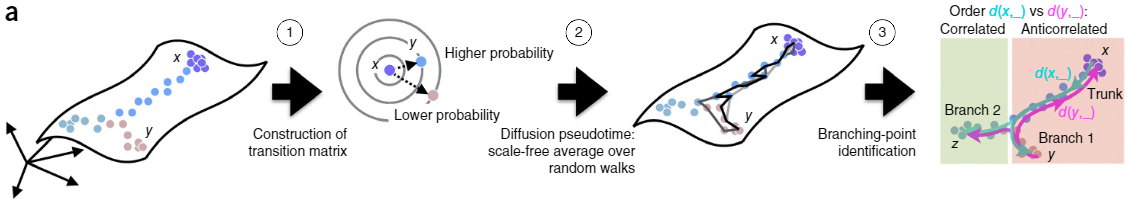 a
x
y
1
Construction of
transition matrix
x
y
Higher probability
Lower probability
2
Diffusion pseudotime:
scale-free average over
random walks
x
y
3
Branching-point
identification
Order d(x,_) vs d(y,_):
Correlated Anticorrelated
x
d(x,_)
Trunk
d(y,_)
Branch 2
z
Branch 1
y